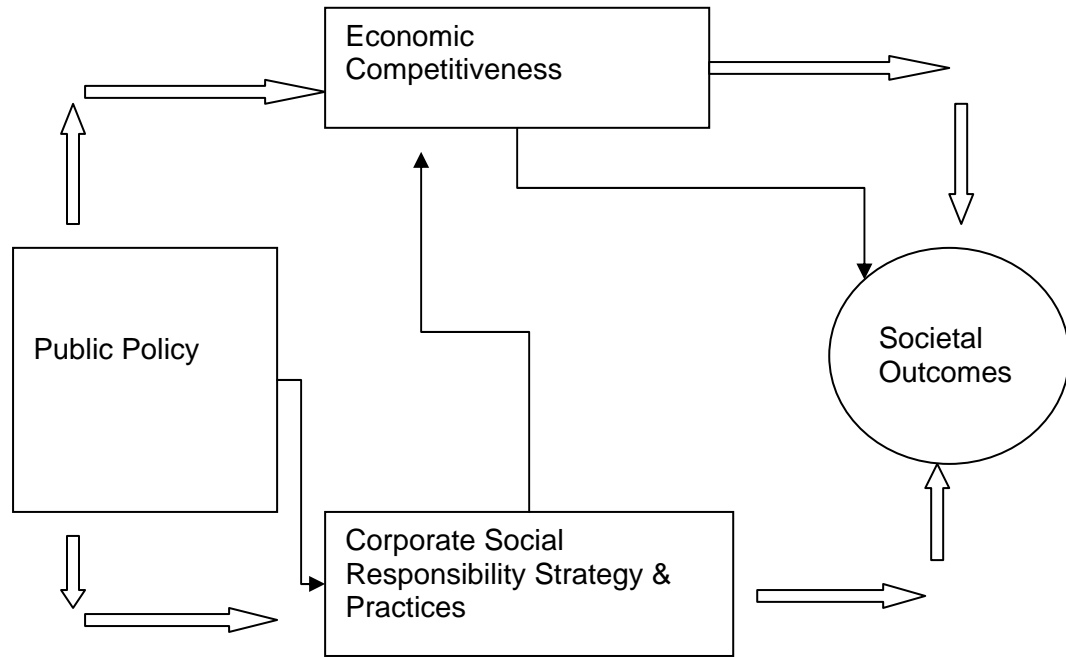 Economic
Competitiveness
Public Policy
Societal
Outcomes
Corporate Social
Responsibility Strategy &
Practices